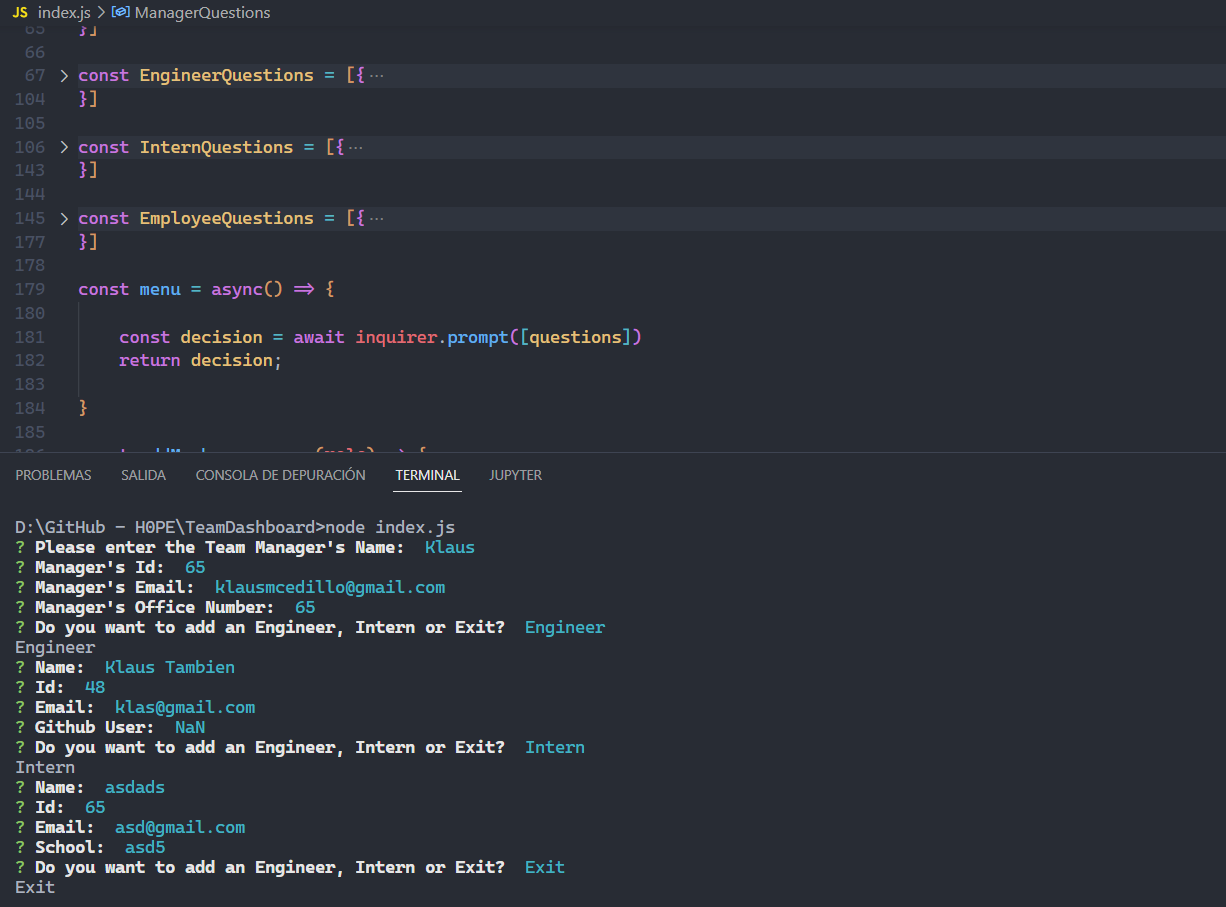 JS index.js > ManagerQuestions
65 }]
66
67 > const EngineerQuestions = [{ ···
104 }]
105
106 > const InternQuestions = [{ ···
143 }]
144
145 > const EmployeeQuestions = [{ ···
177 }]
178
179 const menu = async() => {
180
181 const decision = await inquirer.prompt([questions])
182 return decision;
183
184 }
185
PROBLEMAS SALIDA CONSOLA DE DEPURACIÓN TERMINAL JUPYTER
D:\GitHub - H0PE\TeamDashboard>node index.js
? Please enter the Team Manager's Name: Klaus
? Manager's Id: 65
? Manager's Email: klausmcedillo@gmail.com
? Manager's Office Number: 65
? Do you want to add an Engineer, Intern or Exit? Engineer
Engineer
? Name: Klaus Tambien
? Id: 48
? Email: klas@gmail.com
? Github User: NaN
? Do you want to add an Engineer, Intern or Exit? Intern
Intern
? Name: asdads
? Id: 65
? Email: asd@gmail.com
? School: asd5
? Do you want to add an Engineer, Intern or Exit? Exit
Exit